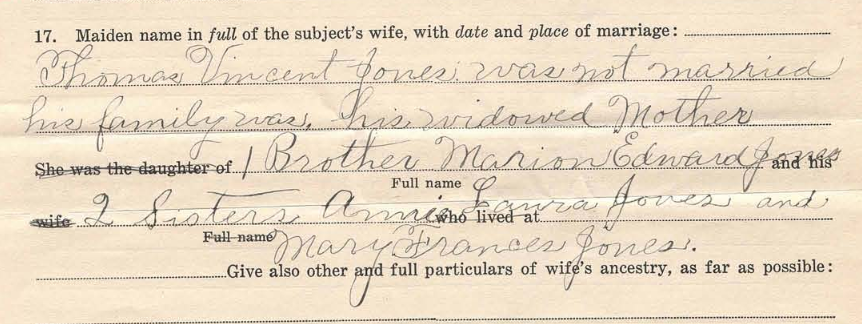 17. Maiden name in full of the subject's wife, with date and place of marriage:
Thomas Vincent Jones was not married
his family was, his widowed Mother
She was the daughter of 1 Brother Marion Edward Jones and his
Full name
wife 2 Sisters Annie Laura Jones and
who lived at
Full name Mary Frances Jones.
Give also other and full particulars of wife's ancestry, as far as possible: